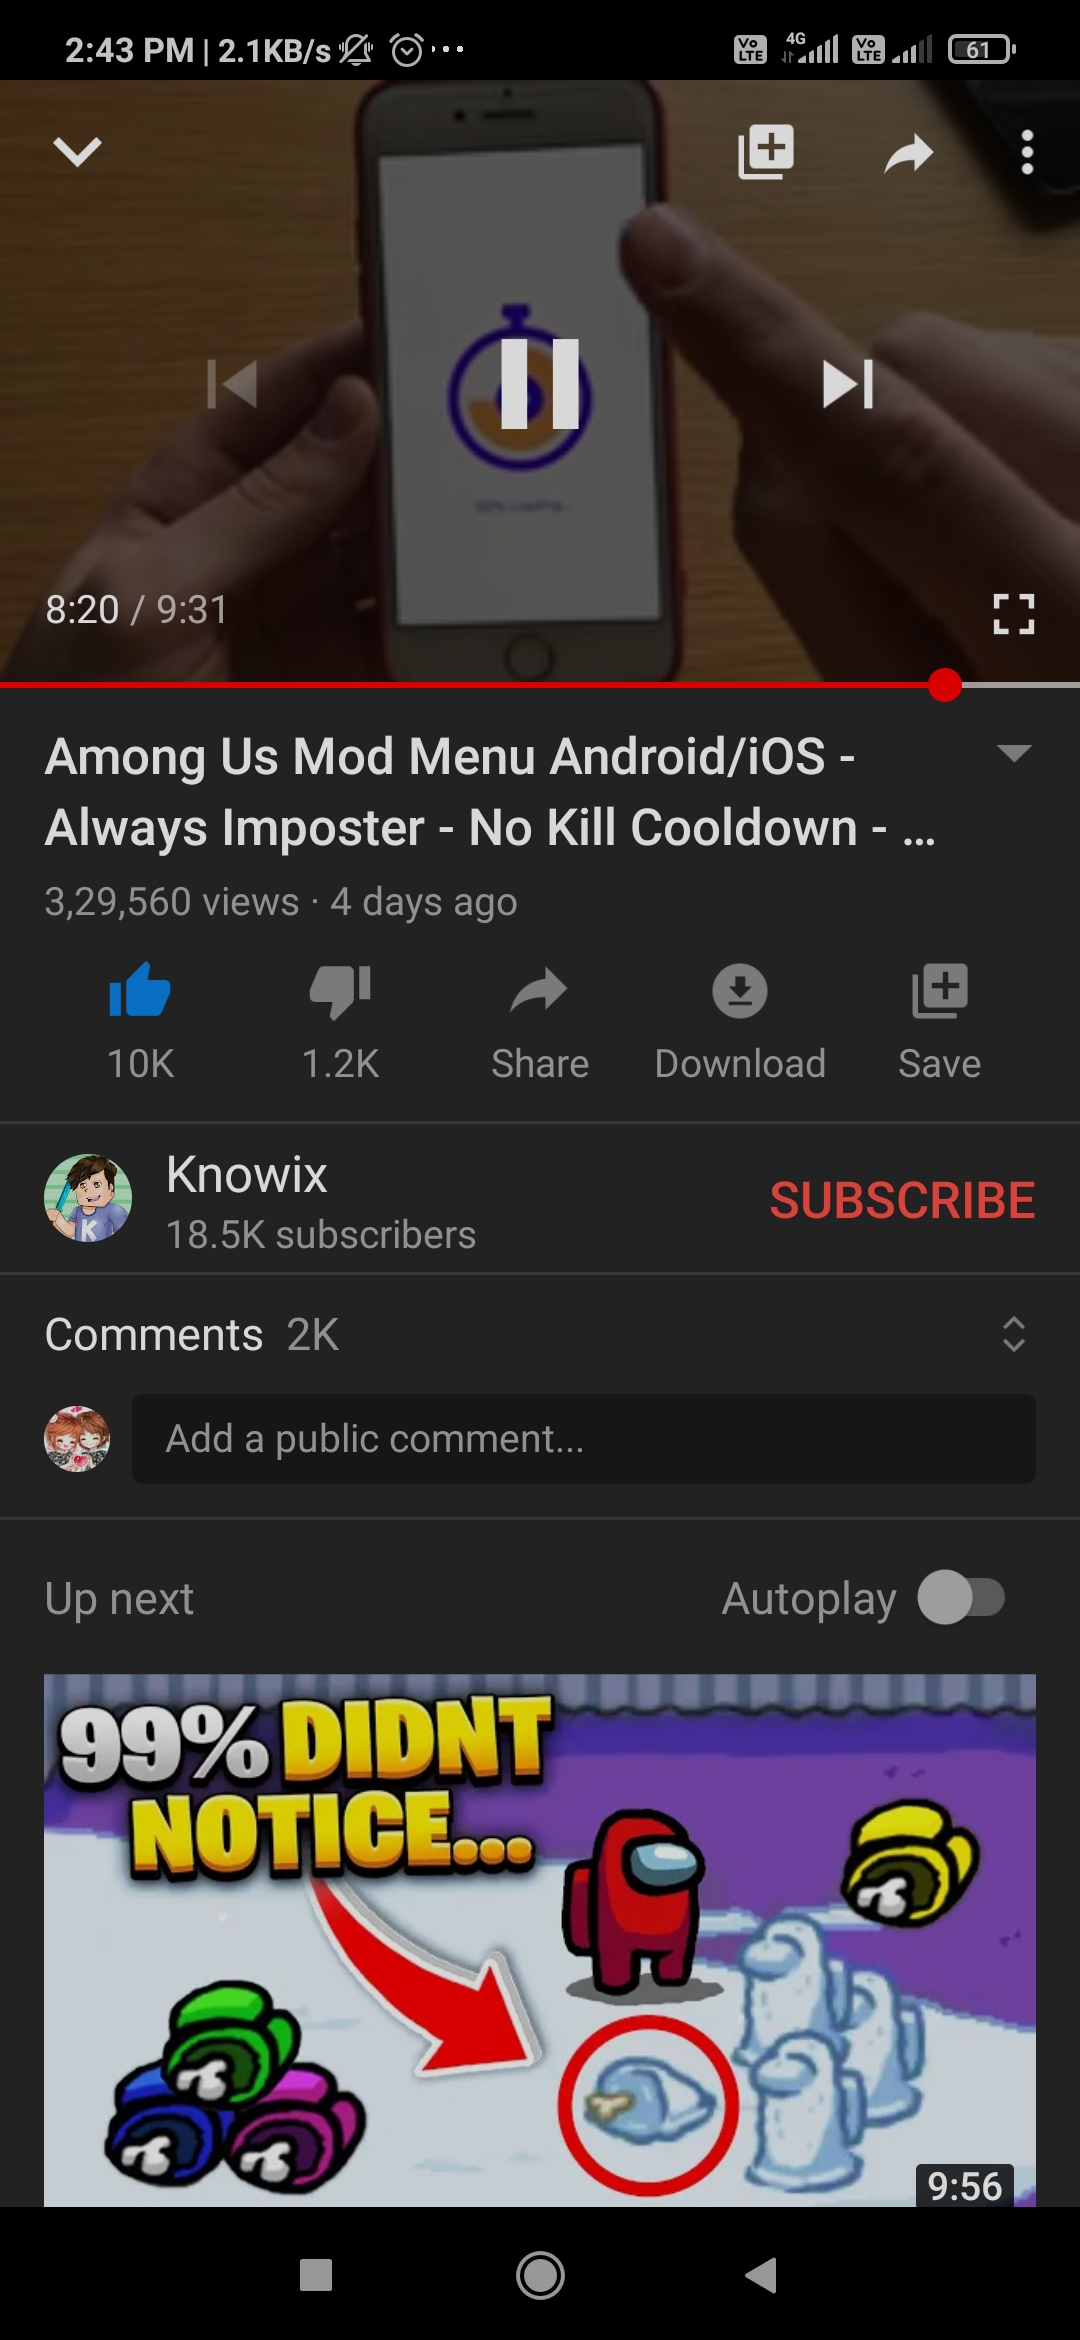 2:43 PM | 2.1KB/s
Vo LTE 4G Vo LTE 61
8:20 / 9:31
Among Us Mod Menu Android/iOS -
Always Imposter - No Kill Cooldown - ...
3,29,560 views · 4 days ago
10K 1.2K Share Download Save
Knowix
18.5K subscribers
SUBSCRIBE
K
Comments 2K
Add a public comment...
Up next Autoplay
99% DIDNT
NOTICE...
9:56